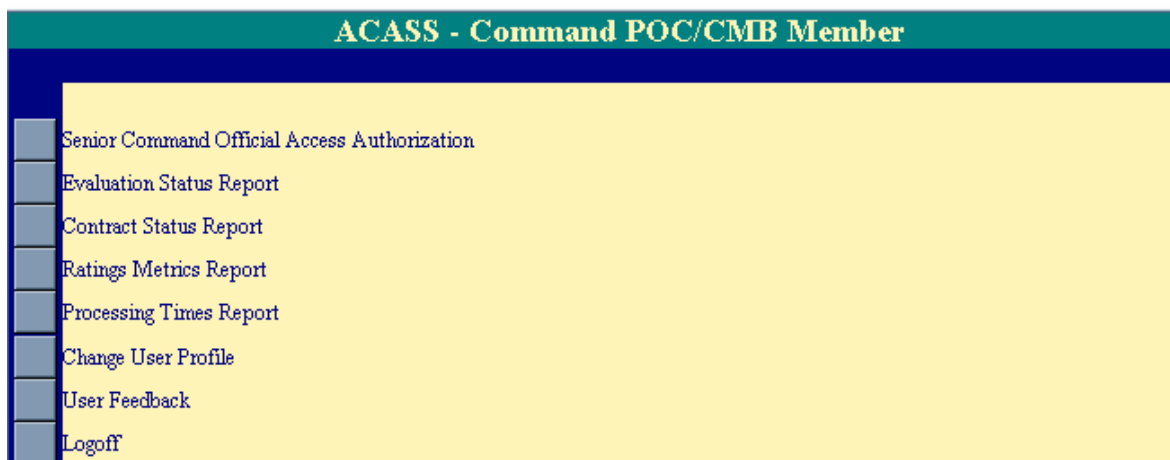 ACASS - Command POC/CMB Member
Senior Command Official Access Authorization
Evaluation Status Report
Contract Status Report
Ratings Metrics Report
Processing Times Report
Change User Profile
User Feedback
Logoff